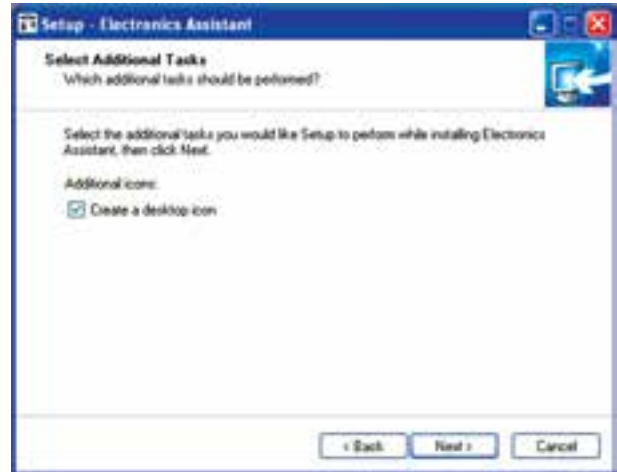 Setup - Electronics Assistant
Select Additional Tasks
Which additional tasks should be performed?
Select the additional tasks you would like Setup to perform while installing Electronics
Assistant, then click Next.
Additional icons:
Create a desktop icon
< Back
Next >
Cancel